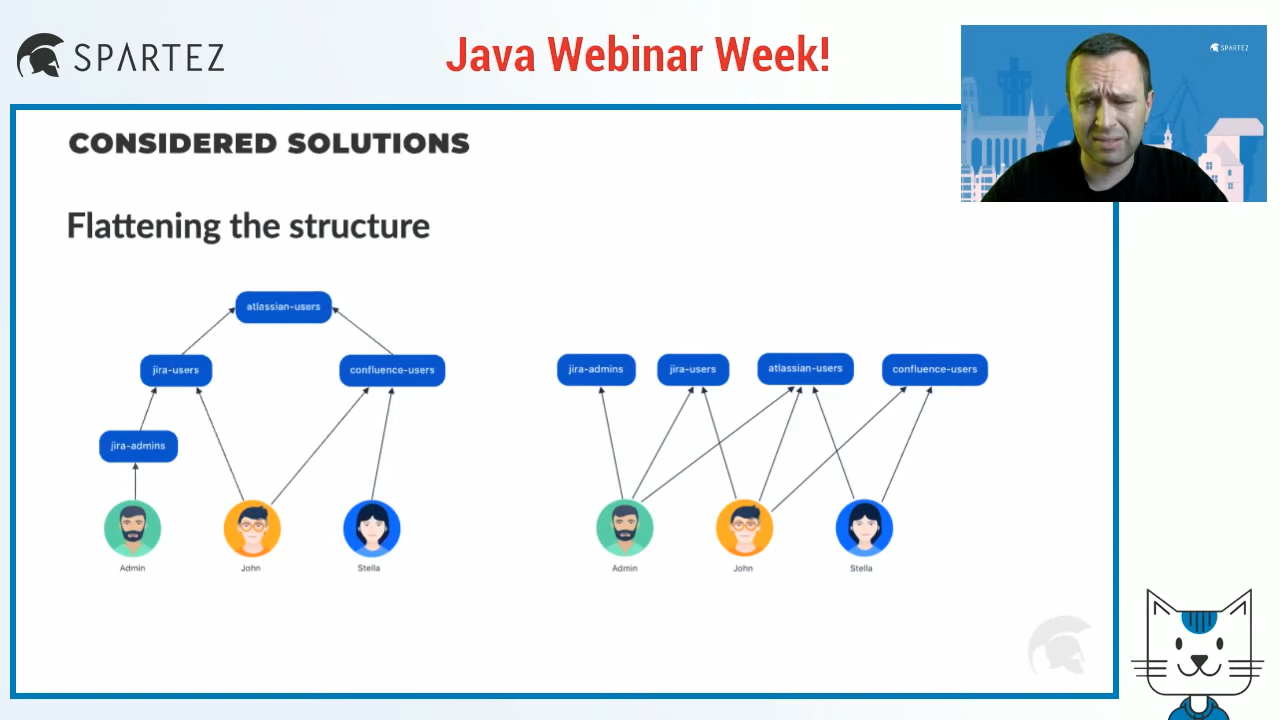 SPARTEZ
Java Webinar Week!
SPARTEZ
CONSIDERED SOLUTIONS
Flattening the structure
atlassian-users
jira-users
confluence-users
jira-admins
Admin
John
Stella
jira-admins
jira-users
atlassian-users
confluence-users
Admin
John
Stella